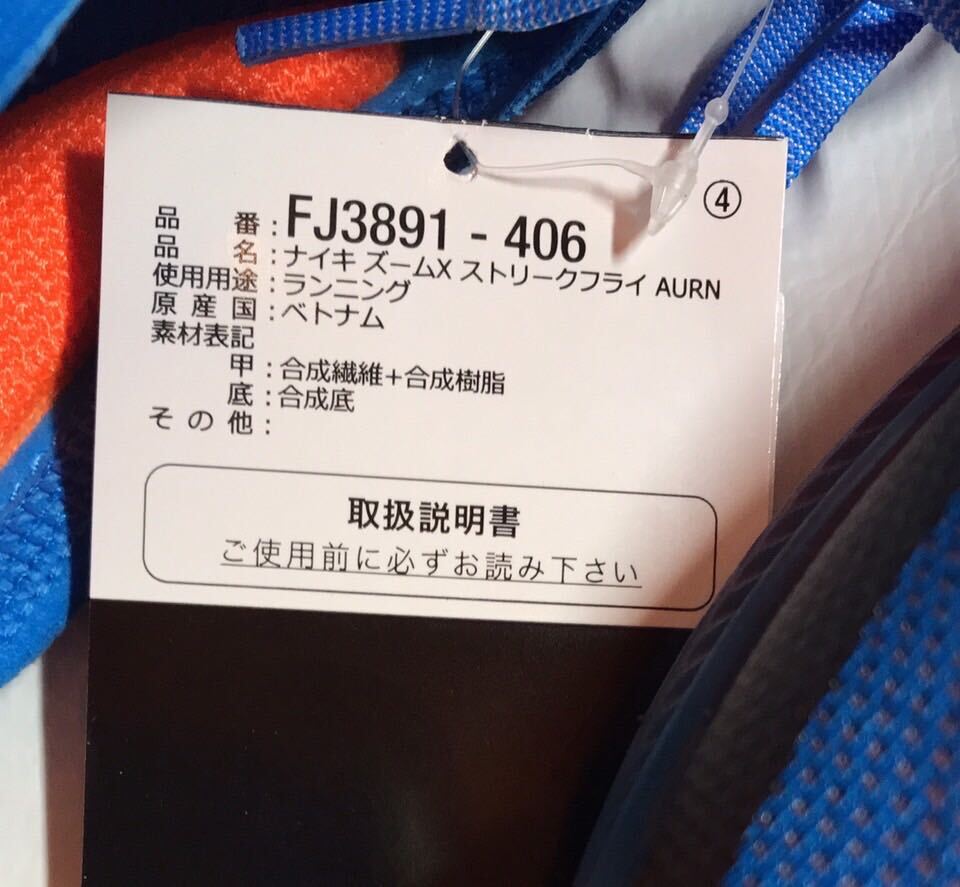 ④
品番:FJ3891 - 406
品名:ナイキ ズームX ストリークフライ AURN
使用用途:ランニング
原産国:ベトナム
素材表記
甲:合成繊維+合成樹脂
底:合成底
その他:
取扱説明書
ご使用前に必ずお読み下さい